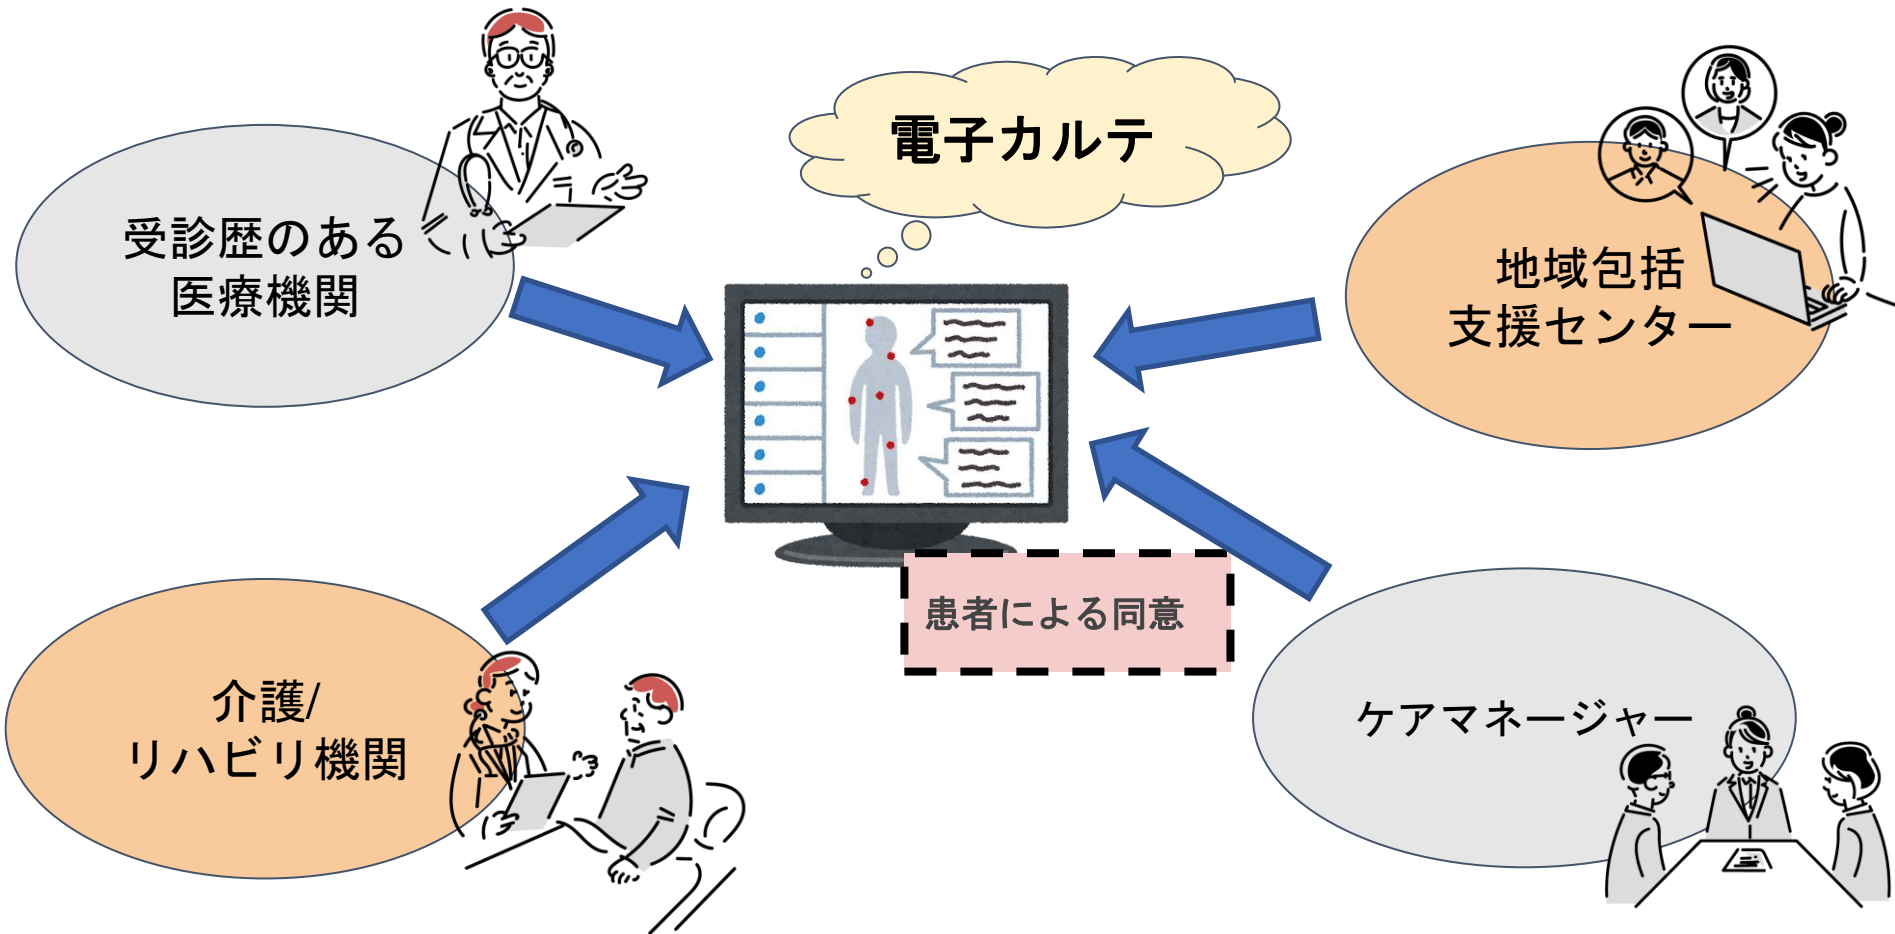 電子カルテ
受診歴のある
医療機関
地域包括
支援センター
患者による同意
介護/
リハビリ機関
ケアマネージャー